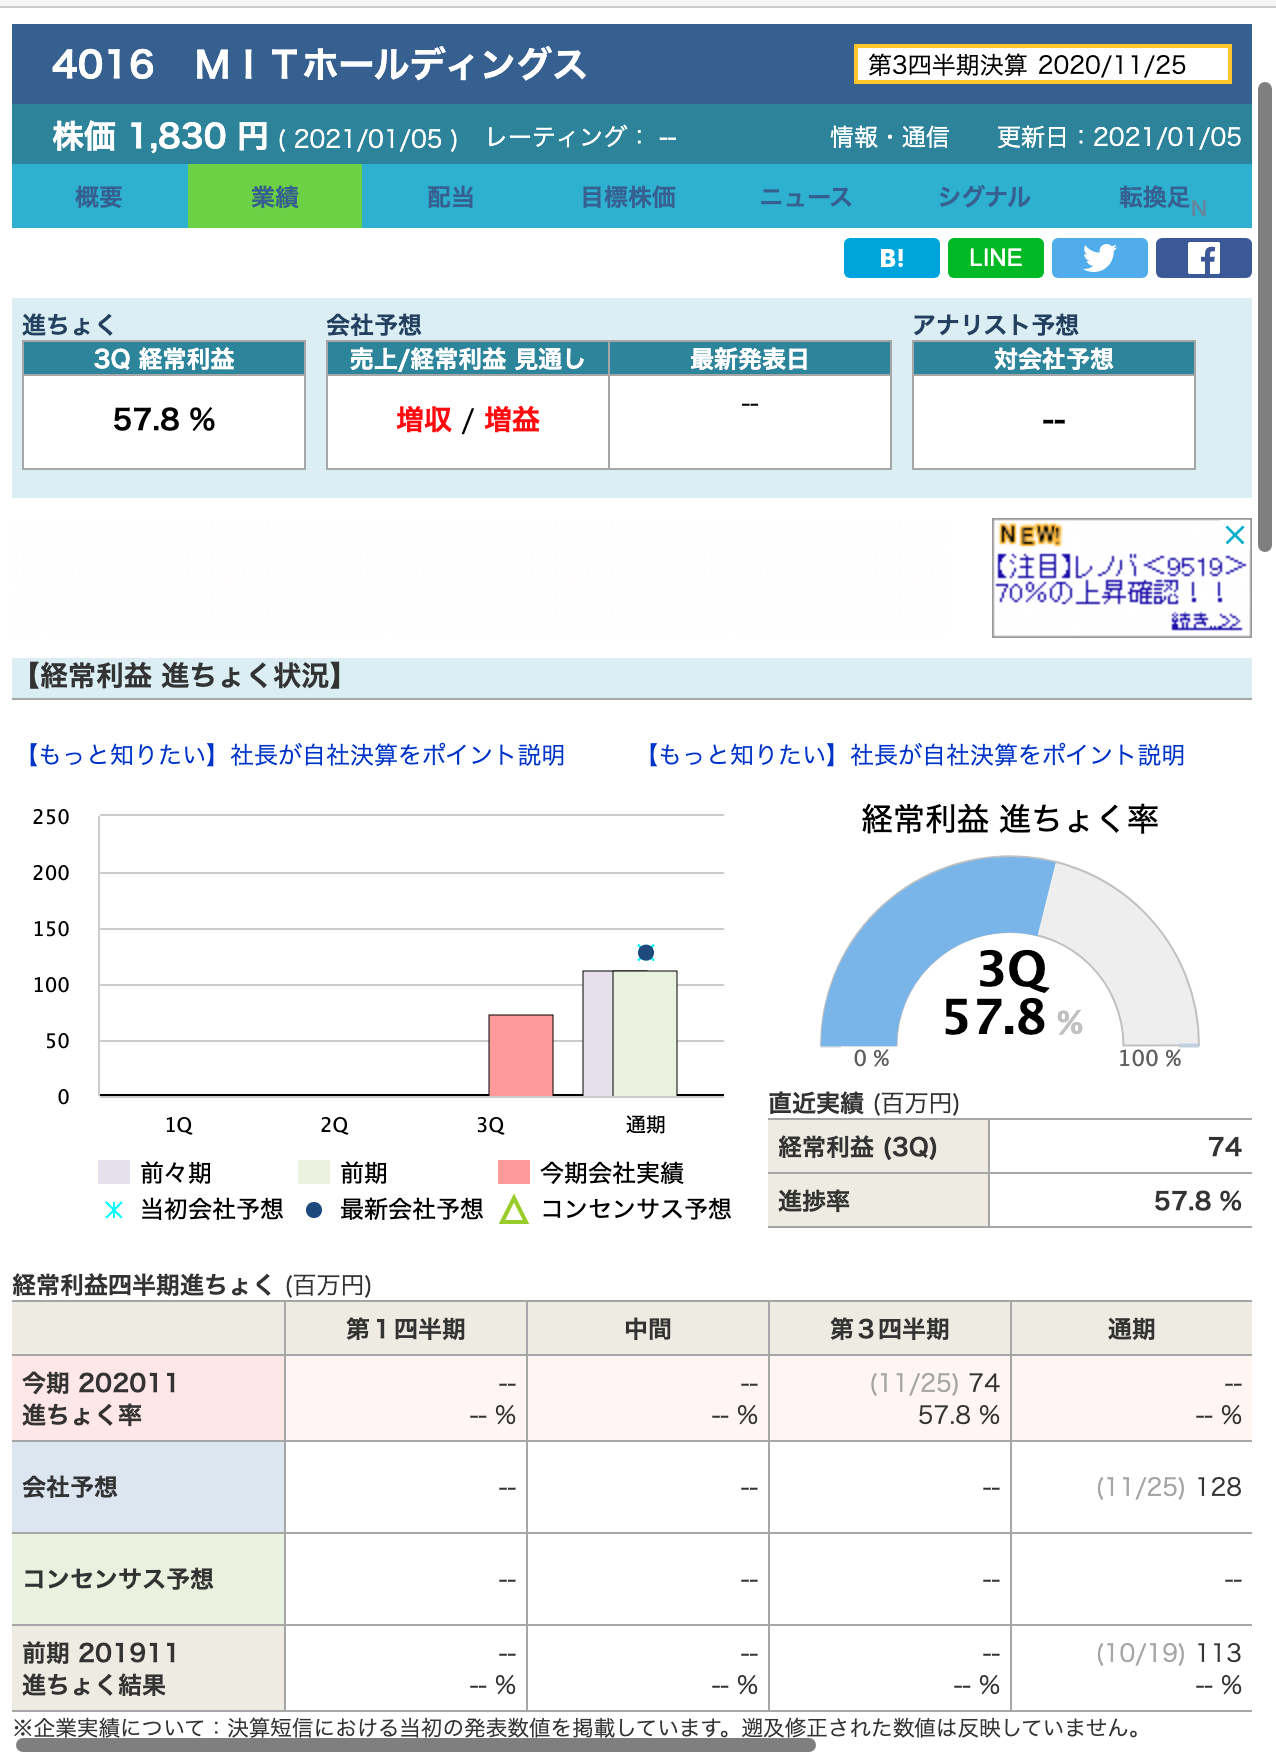 4016　ＭＩＴホールディングス
第3四半期決算 2020/11/25
株価 1,830 円 ( 2021/01/05 )　レーティング： --
情報・通信　更新日：2021/01/05
概要　業績　配当　目標株価　ニュース　シグナル　転換足N
B!　LINE
進ちょく　会社予想　アナリスト予想
3Q 経常利益　売上/経常利益 見通し　最新発表日　対会社予想
57.8 %　増収 / 増益　--　--
NEW!
【注目】レノバ<9519>
70%の上昇確認！！
続き..>>
【経常利益 進ちょく状況】
【もっと知りたい】社長が自社決算をポイント説明　【もっと知りたい】社長が自社決算をポイント説明
250
200
150
100
50
0
1Q　2Q　3Q　通期
前々期　前期　今期会社実績
当初会社予想　最新会社予想　コンセンサス予想
経常利益 進ちょく率
3Q
57.8 %
0 %　100 %
直近実績 (百万円)
経常利益 (3Q)　74
進捗率　57.8 %
経常利益四半期進ちょく (百万円)
第１四半期　中間　第３四半期　通期
今期 202011　--　--　(11/25) 74　--
進ちょく率　-- %　-- %　57.8 %　-- %
会社予想　--　--　--　(11/25) 128
コンセンサス予想　--　--　--　--
前期 201911　--　--　--　(10/19) 113
進ちょく結果　-- %　-- %　-- %　-- %
※企業実績について：決算短信における当初の発表数値を掲載しています。遡及修正された数値は反映していません。